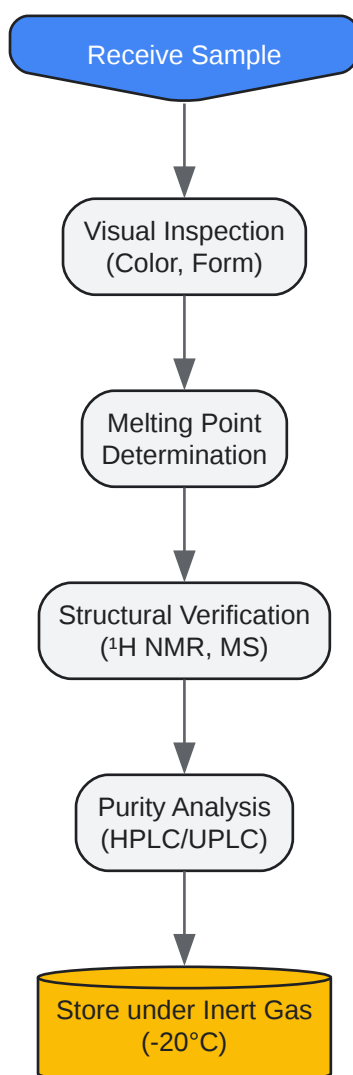 Receive Sample
Visual Inspection
(Color, Form)
Melting Point
Determination
Structural Verification
(¹H NMR, MS)
Purity Analysis
(HPLC/UPLC)
Store under Inert Gas
(-20°C)